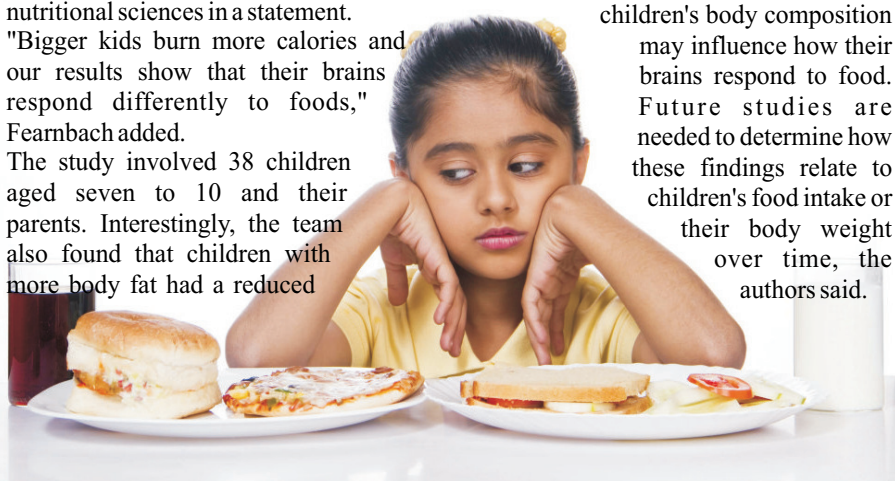 nutritional sciences in a statement.
"Bigger kids burn more calories and
our results show that their brains
respond differently to foods,"
Fearnbach added.
The study involved 38 children
aged seven to 10 and their
parents. Interestingly, the team
also found that children with
more body fat had a reduced
children's body composition
may influence how their
brains respond to food.
Future studies are
needed to determine how
these findings relate to
children's food intake or
their body weight
over time, the
authors said.